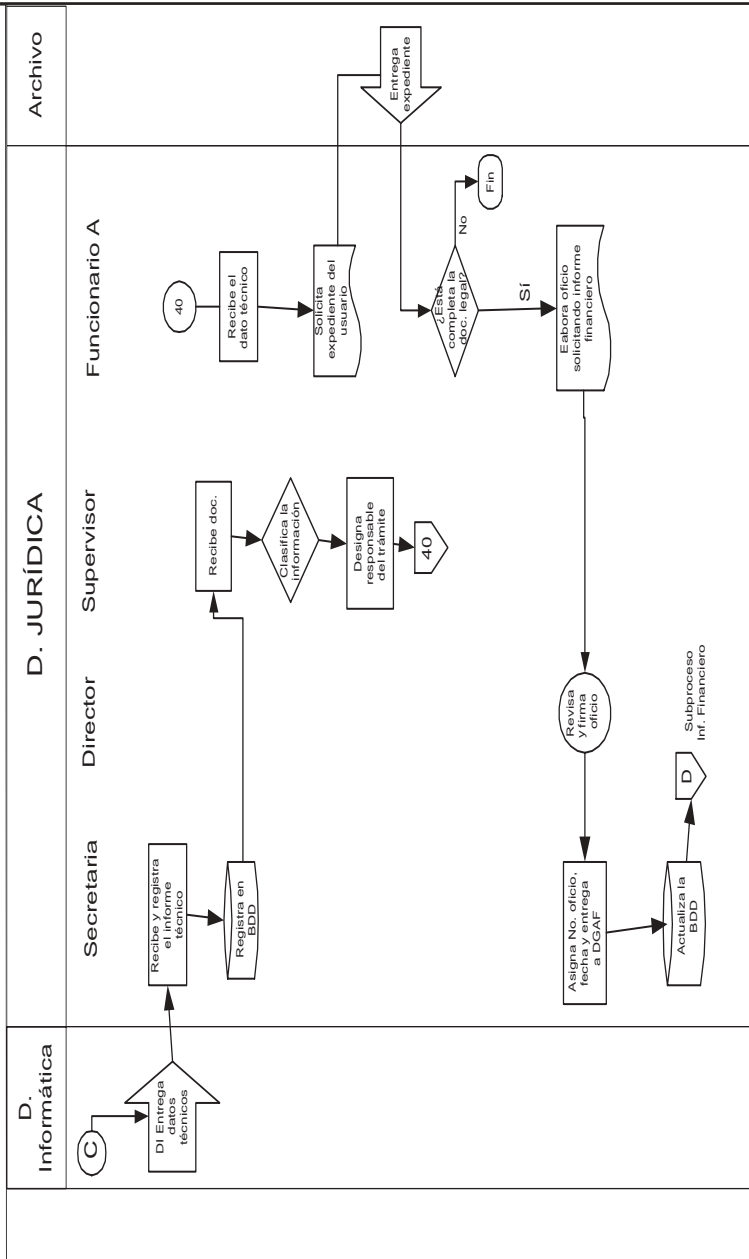 D.
Informática
D. JURÍDICA
Archivo
Secretaria
Director
Supervisor
Funcionario A
C
DI Entrega
datos
técnicos
Recibe y registra
el informe
técnico
Registra en
BDD
Recibe doc.
Clasifica la
información
Designa
responsable
del trámite
40
40
Recibe el
dato técnico
Solicita
expediente del
usuario
Entrega
expediente
¿Está
completa la
doc. legal?
No
Fin
Sí
Eabora oficio
solicitando informe
financiero
Revisa
y firma
oficio
Asigna No. oficio,
fecha y entrega
a DGAF
Actualiza la
BDD
D
Subproceso
Inf. Financiero